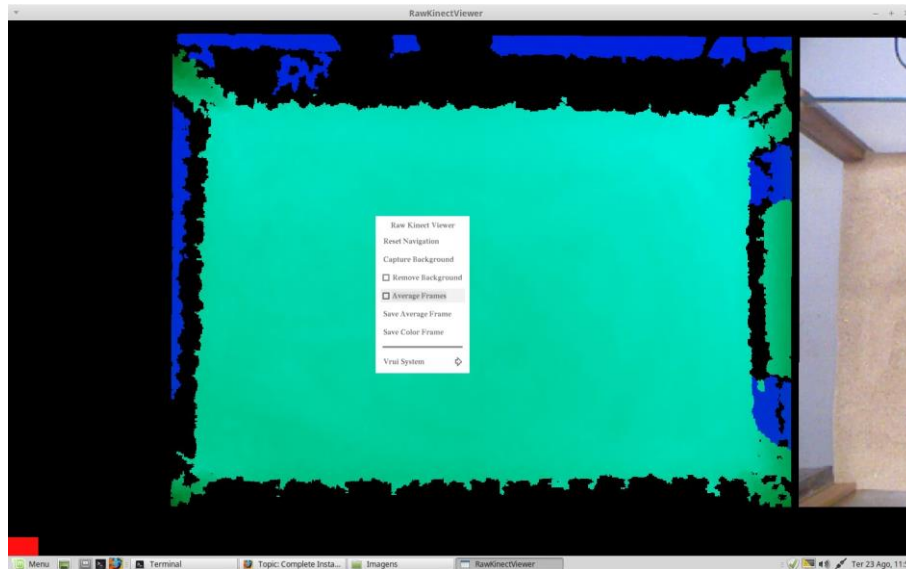 RawKinectViewer
Raw Kinect Viewer
Reset Navigation
Capture Background
Remove Background
Average Frames
Save Average Frame
Save Color Frame
Vrui System
Menu
Terminal
Topic: Complete Insta...
Imagens
RawKinectViewer
Ter 23 Ago, 11:5